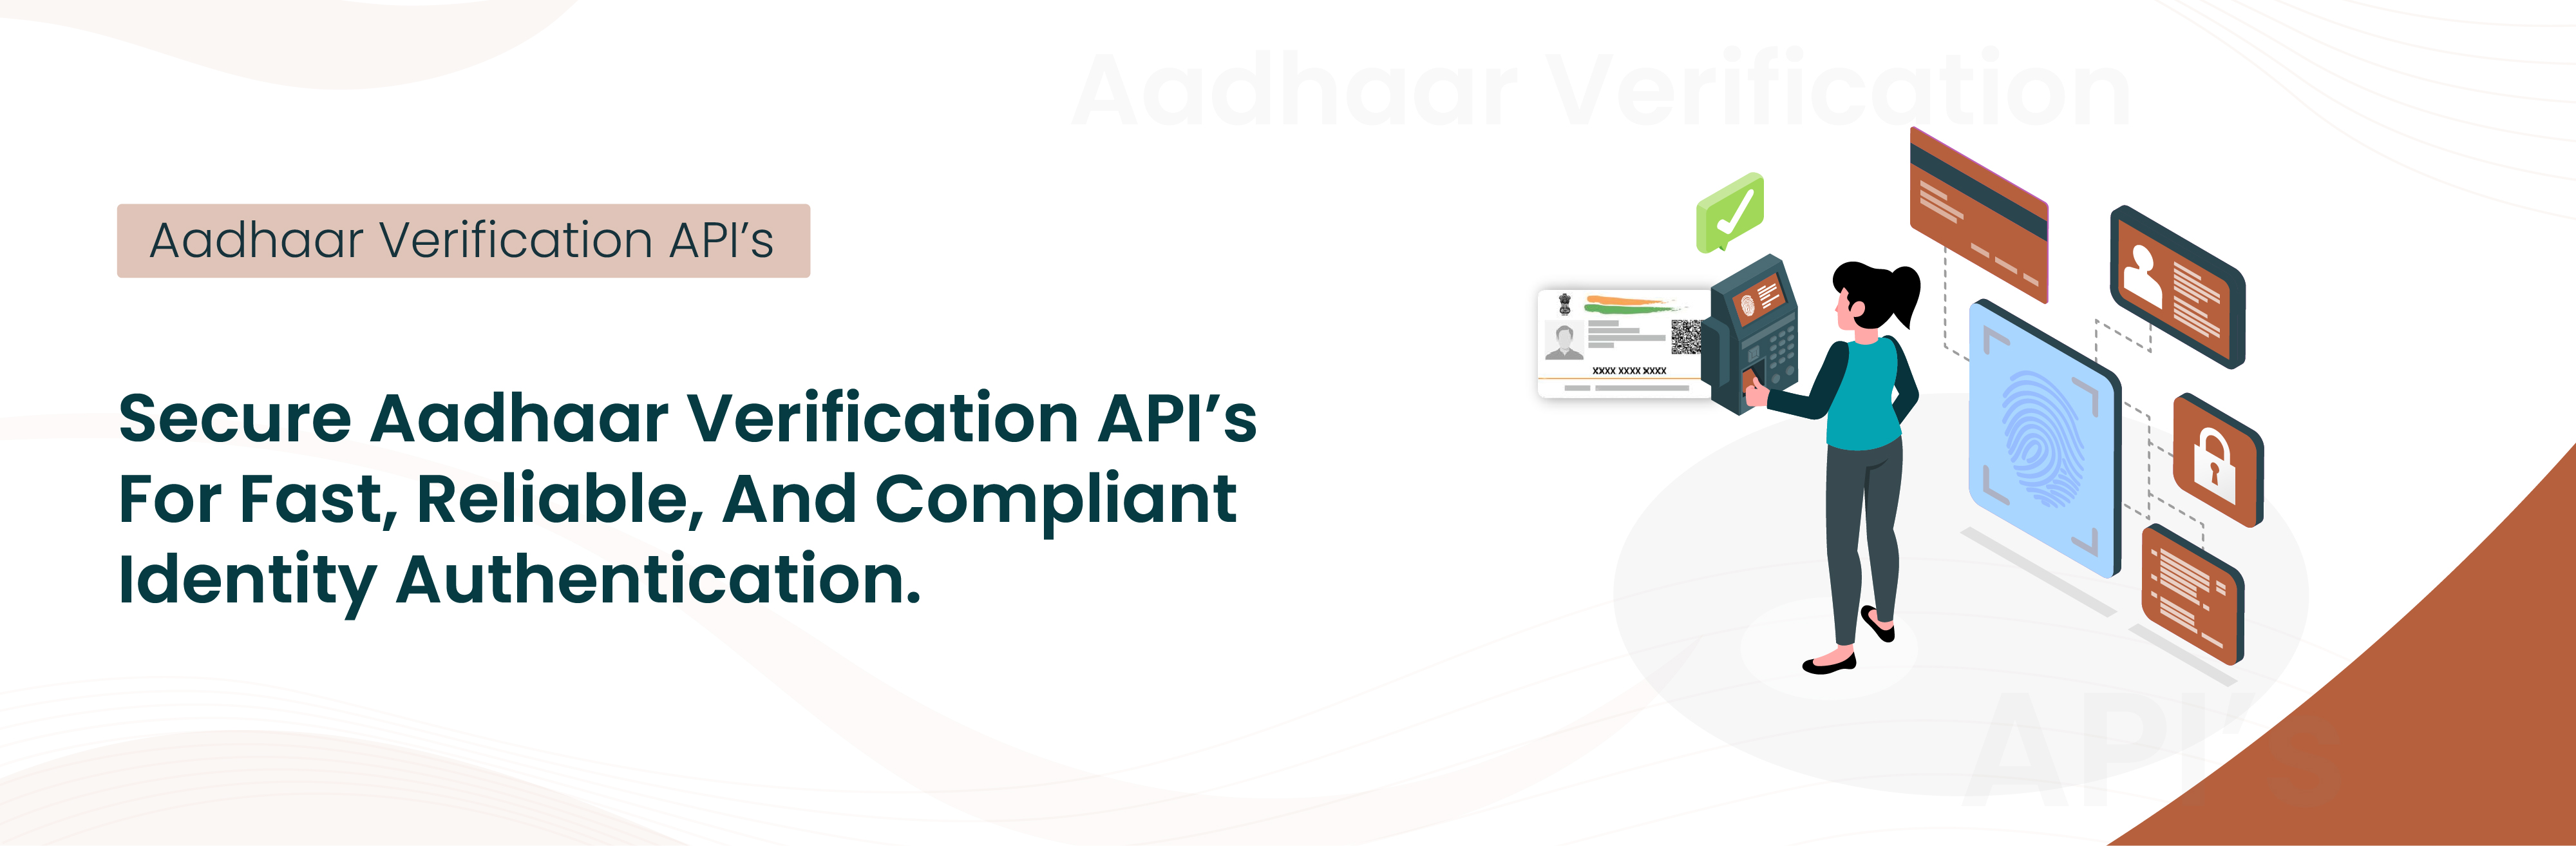 Aadhaar Verification
Aadhaar Verification API’s
Secure Aadhaar Verification API’s
For Fast, Reliable, And Compliant
Identity Authentication.
XXXX XXXX XXXX
API’s